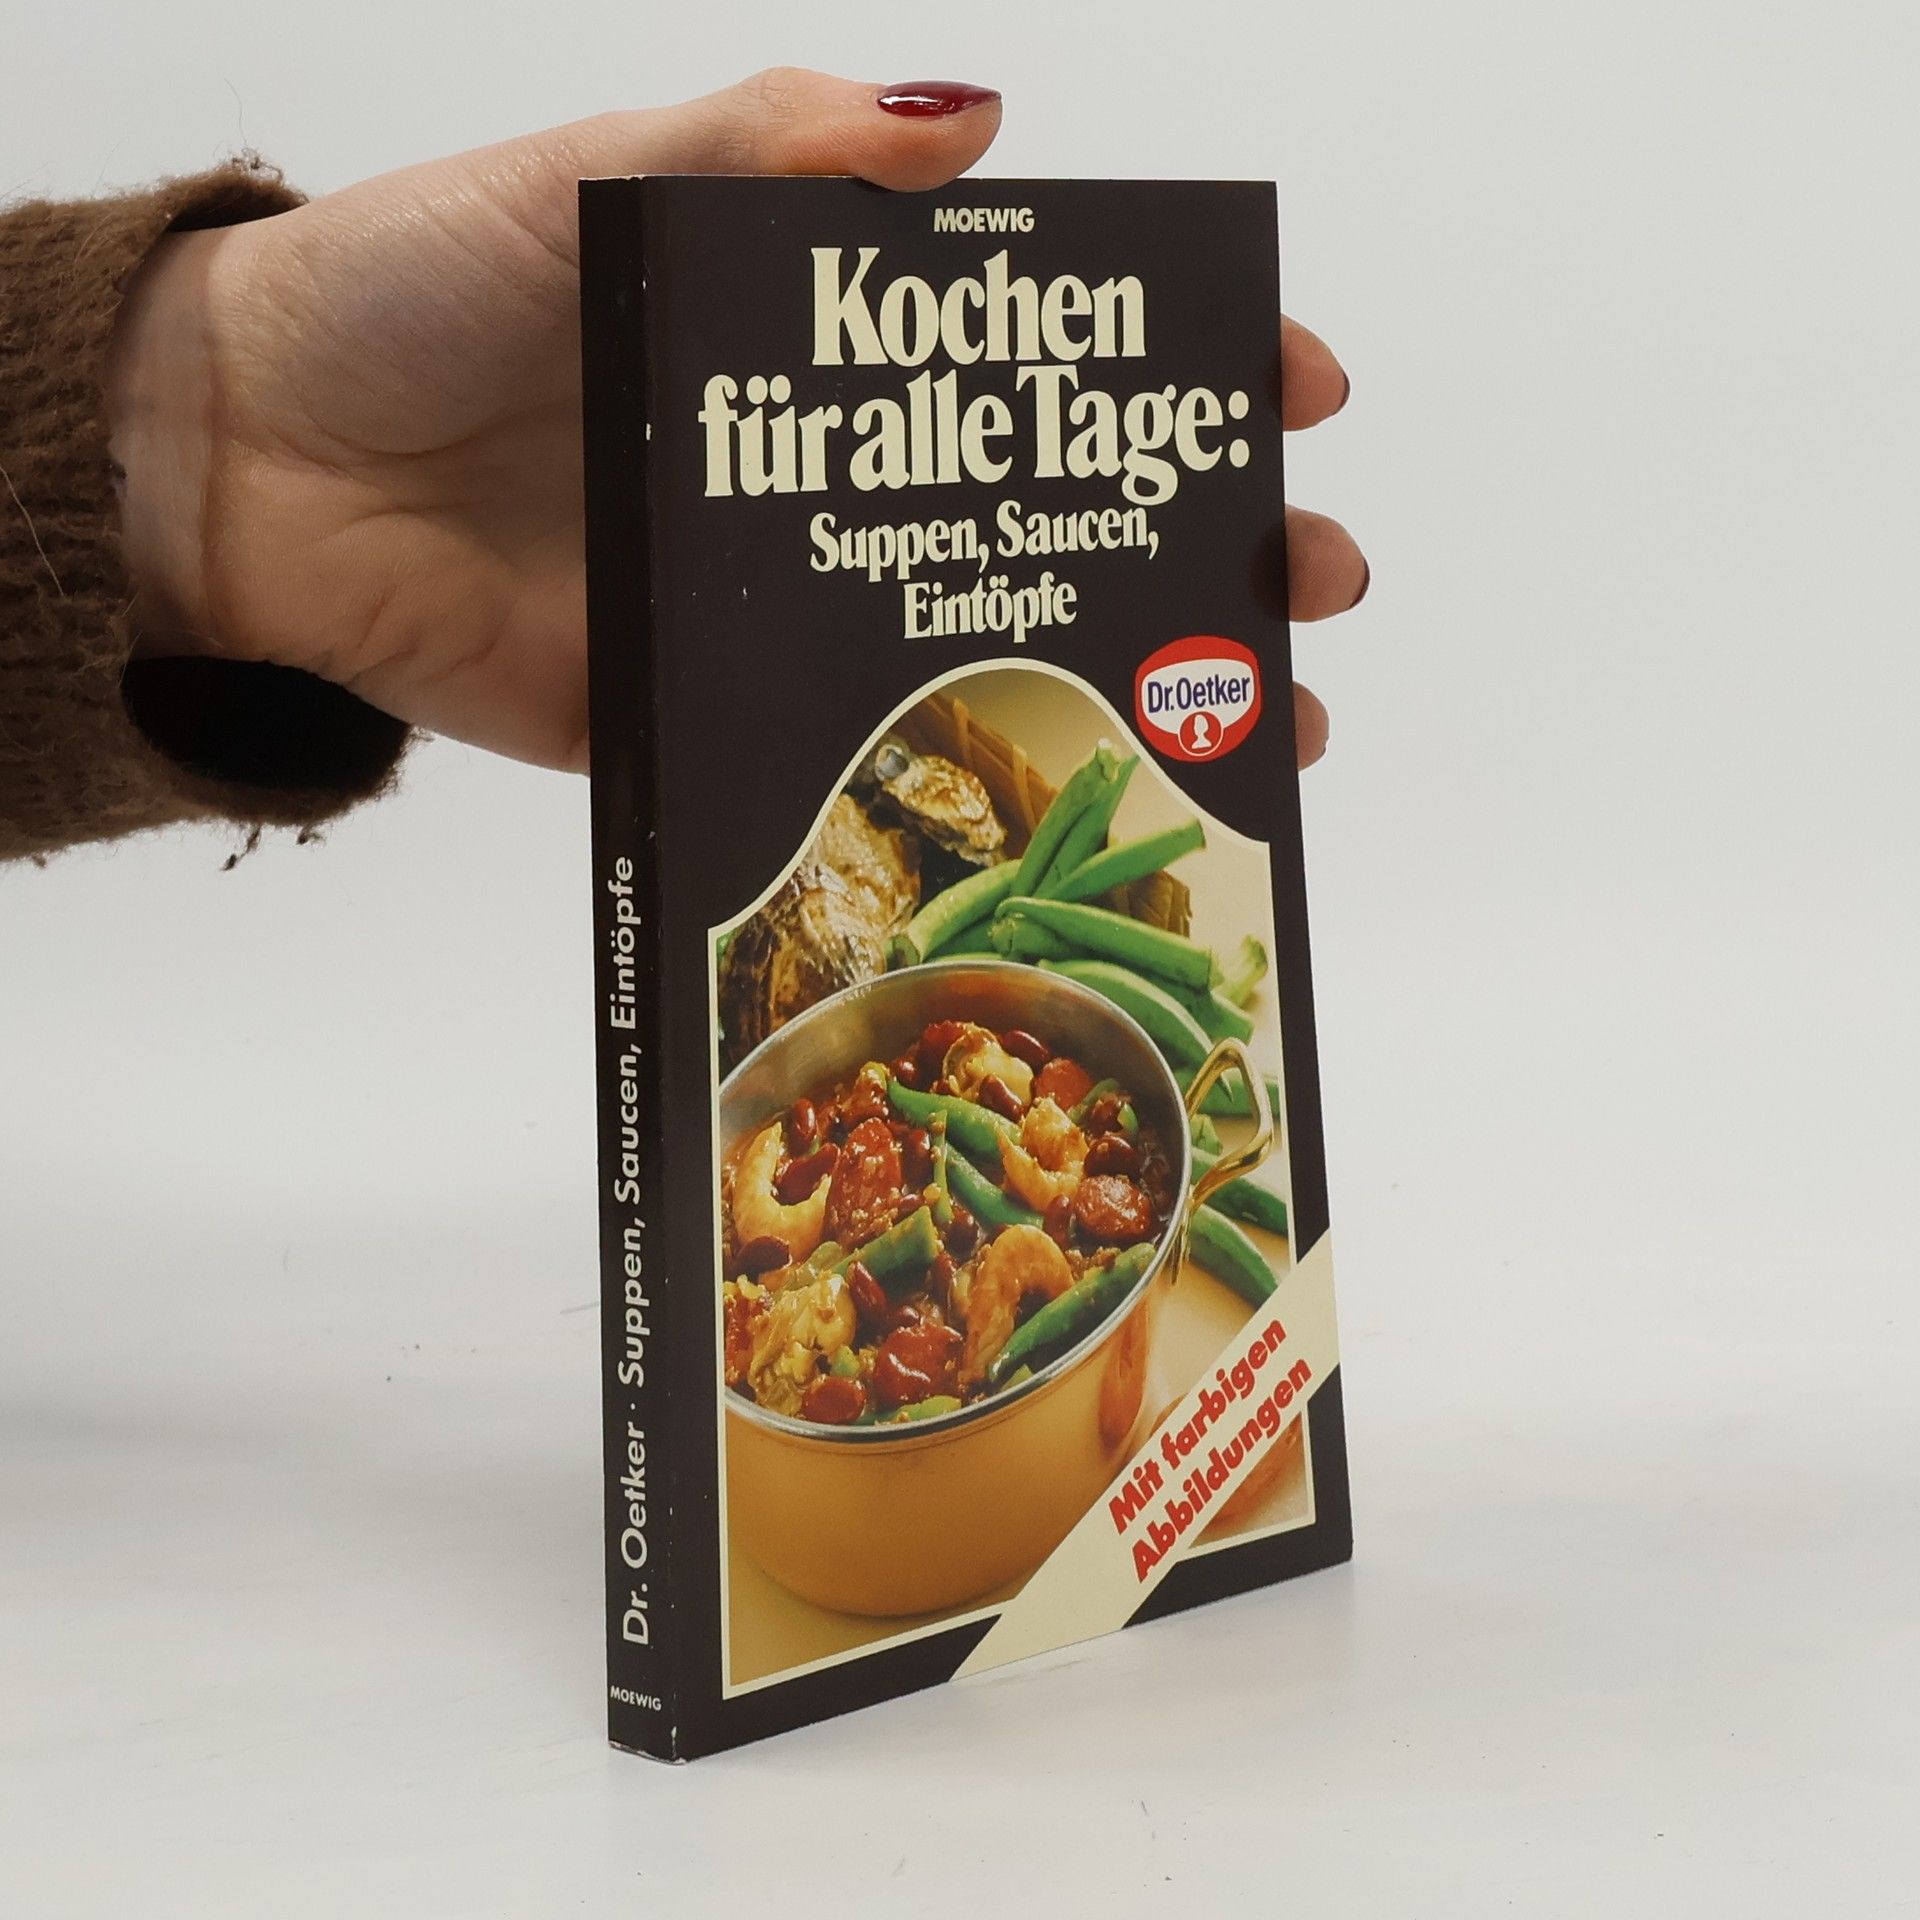 MOEWIG
Kochen
für alle Tage:
Suppen, Saucen,
Eintöpfe
Dr. Oetker
Mit farbigen
Abbildungen
Dr. Oetker · Suppen, Saucen, Eintöpfe
MOEWIG